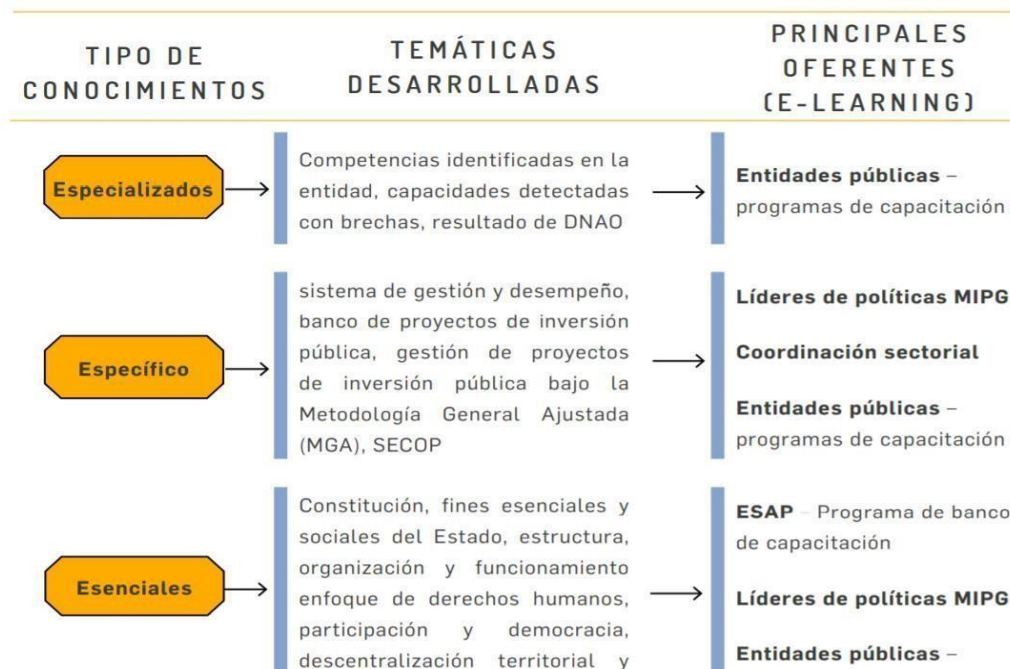 TIPO DE
CONOCIMIENTOS
TEMÁTICAS
DESARROLLADAS
PRINCIPALES
OFERENTES
(E-LEARNING)
Especializados
Competencias identificadas en la
entidad, capacidades detectadas
con brechas, resultado de DNAO
Entidades públicas –
programas de capacitación
Específico
sistema de gestión y desempeño,
banco de proyectos de inversión
pública, gestión de proyectos
de inversión pública bajo la
Metodología General Ajustada
(MGA), SECOP
Líderes de políticas MIPG
Coordinación sectorial
Entidades públicas –
programas de capacitación
Esenciales
Constitución, fines esenciales y
sociales del Estado, estructura,
organización y funcionamiento
enfoque de derechos humanos,
participación y democracia,
descentralización territorial y
ESAP – Programa de banco
de capacitación
Líderes de políticas MIPG
Entidades públicas –